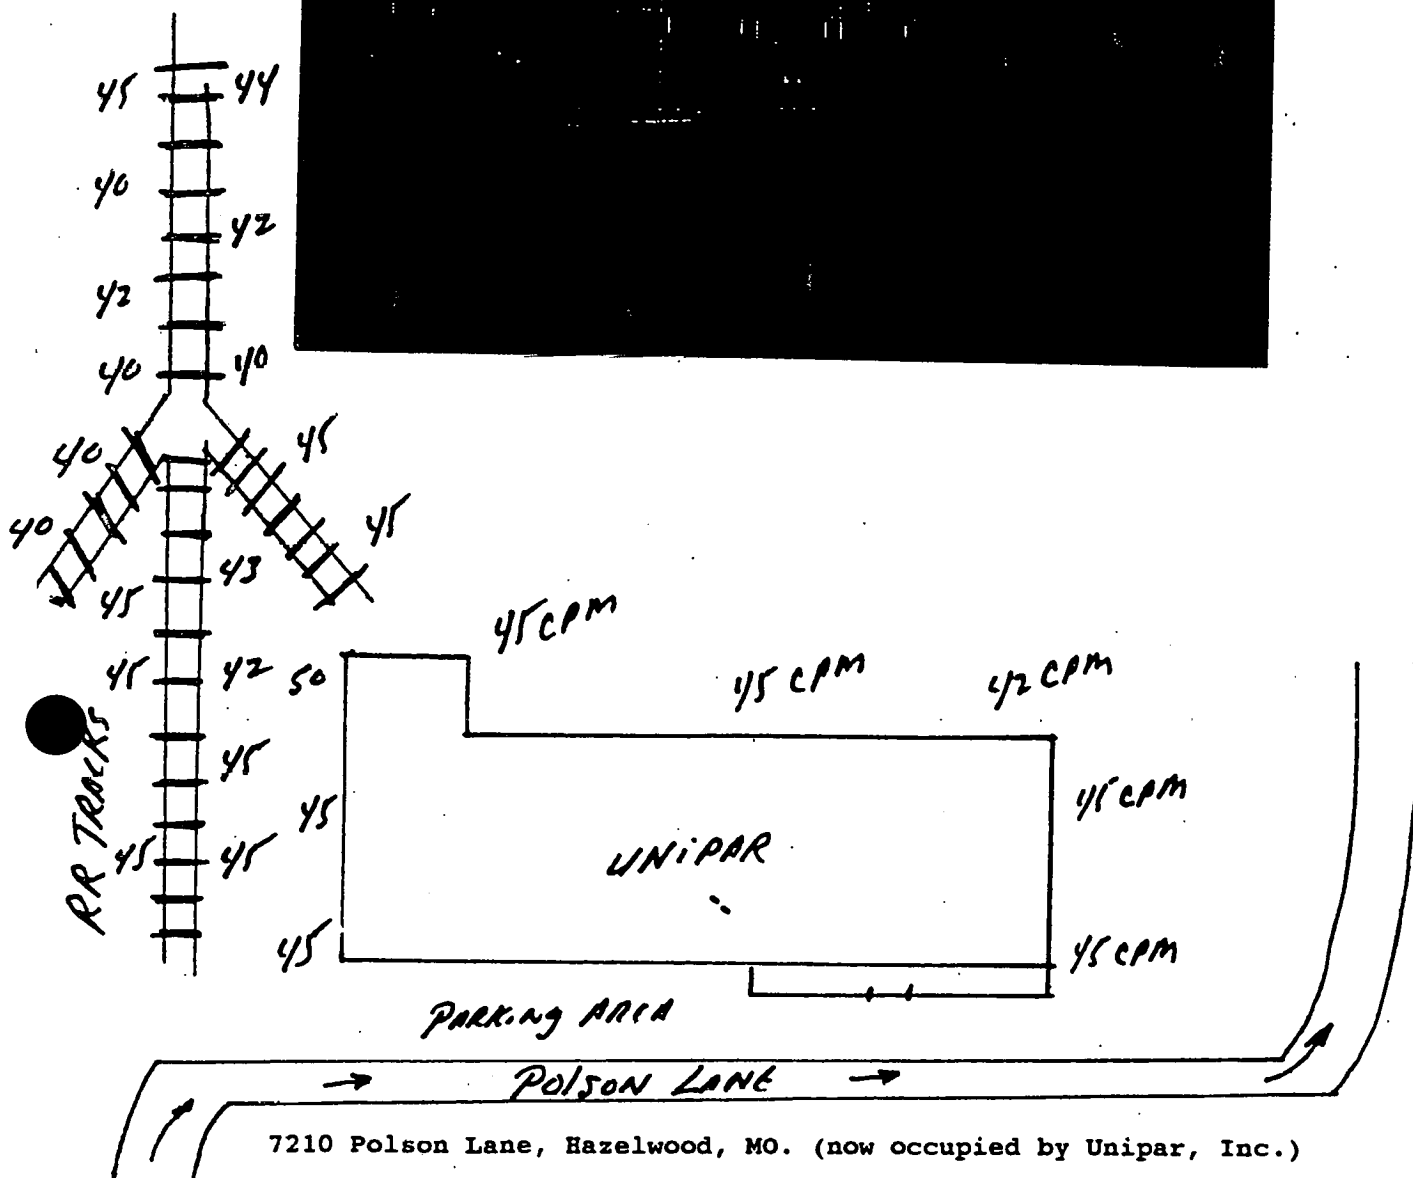 45 44
40
42
42
40 40
40 45
40 45
43
45
45 CPM
45 42 50 45 CPM 42 CPM
45
45 45 CPM
RR TRACKS
45 45
UNIPAR
45 45 CPM
PARKING AREA
POLSON LANE
7210 Polson Lane, Hazelwood, MO. (now occupied by Unipar, Inc.)